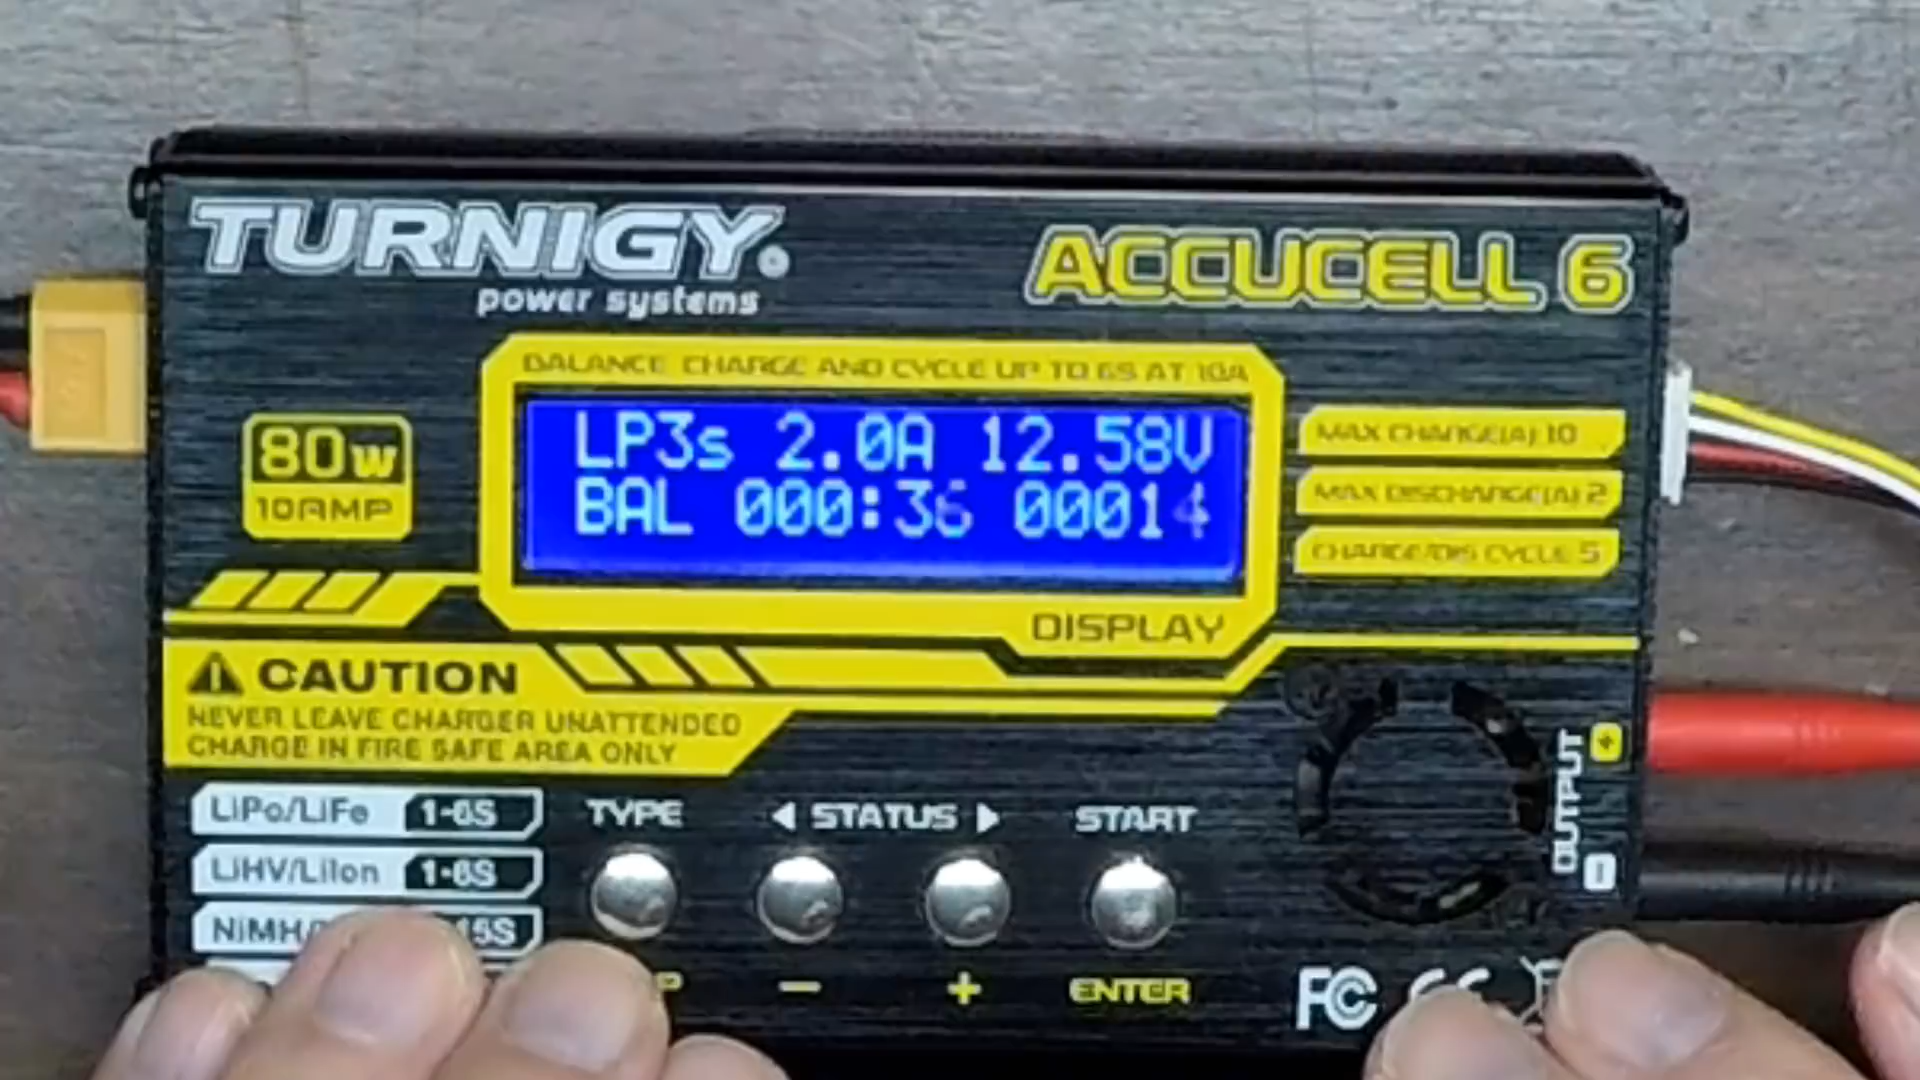 TURNIGY®
power systems
ACCUCELL 6
BALANCE CHARGE AND CYCLE UP TO 6S AT 10A
LP3s 2.0A 12.58V
BAL 000:36 00014
80w
10AMP
MAX CHARGE(A) 10
MAX DISCHARGE(A) 2
CHARGE/DIS CYCLE 5
DISPLAY
CAUTION
NEVER LEAVE CHARGER UNATTENDED
CHARGE IN FIRE SAFE AREA ONLY
LiPo/LiFe 1-6S
LiHV/LiIon 1-6S
NiMH
15S
TYPE
◀ STATUS ▶
START
OUTPUT
+
−
P
−
+
ENTER
FC
CE